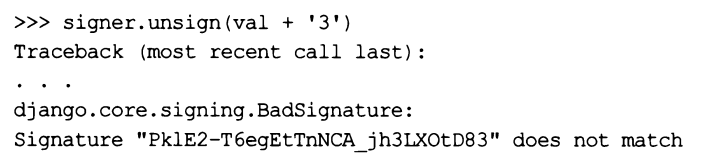 >>> signer.unsign(val + '3')
Traceback (most recent call last):
. . .
django.core.signing.BadSignature:
Signature "PklE2-T6egEtTnNCA_jh3LXOtD83" does not match